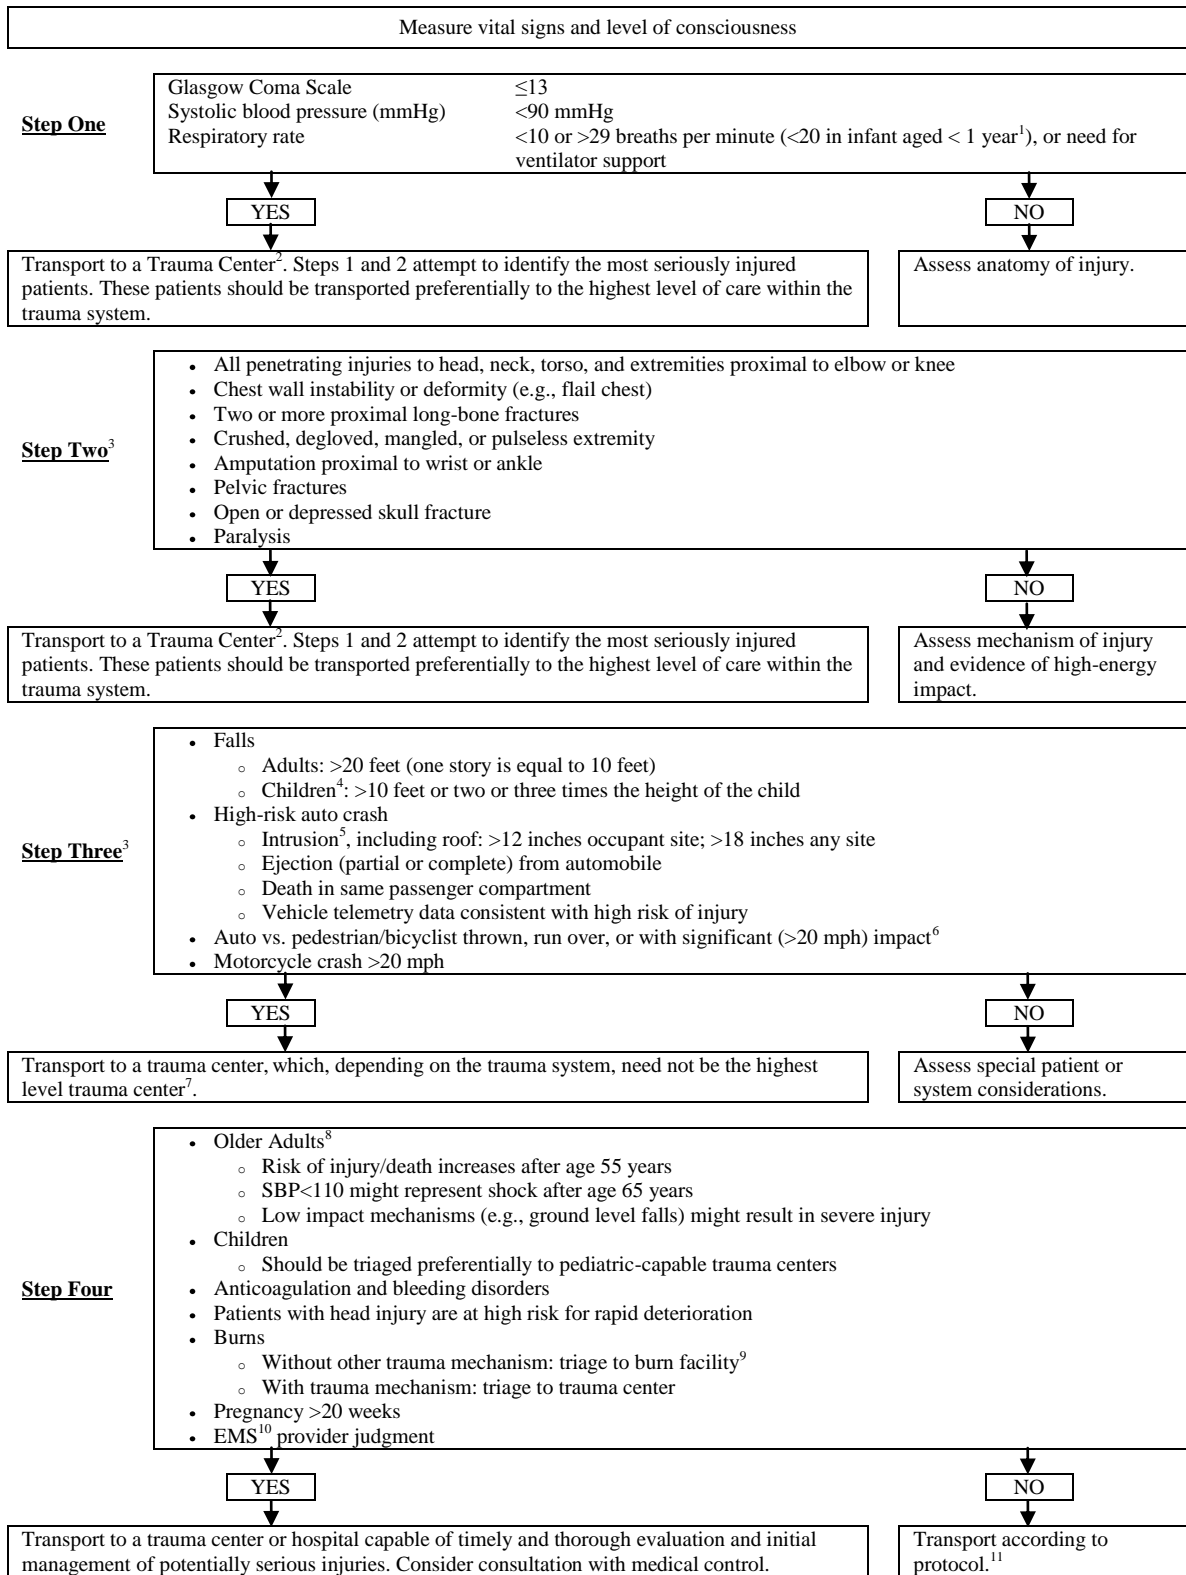 Measure vital signs and level of consciousness
Step One
Glasgow Coma Scale ≤13
Systolic blood pressure (mmHg) <90 mmHg
Respiratory rate <10 or >29 breaths per minute (<20 in infant aged < 1 year1), or need for
ventilator support
YES
NO
Transport to a Trauma Center2. Steps 1 and 2 attempt to identify the most seriously injured
patients. These patients should be transported preferentially to the highest level of care within the
trauma system.
Assess anatomy of injury.
Step Two3
• All penetrating injuries to head, neck, torso, and extremities proximal to elbow or knee
• Chest wall instability or deformity (e.g., flail chest)
• Two or more proximal long-bone fractures
• Crushed, degloved, mangled, or pulseless extremity
• Amputation proximal to wrist or ankle
• Pelvic fractures
• Open or depressed skull fracture
• Paralysis
YES
NO
Transport to a Trauma Center2. Steps 1 and 2 attempt to identify the most seriously injured
patients. These patients should be transported preferentially to the highest level of care within the
trauma system.
Assess mechanism of injury
and evidence of high-energy
impact.
Step Three3
• Falls
○ Adults: >20 feet (one story is equal to 10 feet)
○ Children4: >10 feet or two or three times the height of the child
• High-risk auto crash
○ Intrusion5, including roof: >12 inches occupant site; >18 inches any site
○ Ejection (partial or complete) from automobile
○ Death in same passenger compartment
○ Vehicle telemetry data consistent with high risk of injury
• Auto vs. pedestrian/bicyclist thrown, run over, or with significant (>20 mph) impact6
• Motorcycle crash >20 mph
YES
NO
Transport to a trauma center, which, depending on the trauma system, need not be the highest
level trauma center7.
Assess special patient or
system considerations.
Step Four
• Older Adults8
○ Risk of injury/death increases after age 55 years
○ SBP<110 might represent shock after age 65 years
○ Low impact mechanisms (e.g., ground level falls) might result in severe injury
• Children
○ Should be triaged preferentially to pediatric-capable trauma centers
• Anticoagulation and bleeding disorders
• Patients with head injury are at high risk for rapid deterioration
• Burns
○ Without other trauma mechanism: triage to burn facility9
○ With trauma mechanism: triage to trauma center
• Pregnancy >20 weeks
• EMS10 provider judgment
YES
NO
Transport to a trauma center or hospital capable of timely and thorough evaluation and initial
management of potentially serious injuries. Consider consultation with medical control.
Transport according to
protocol.11